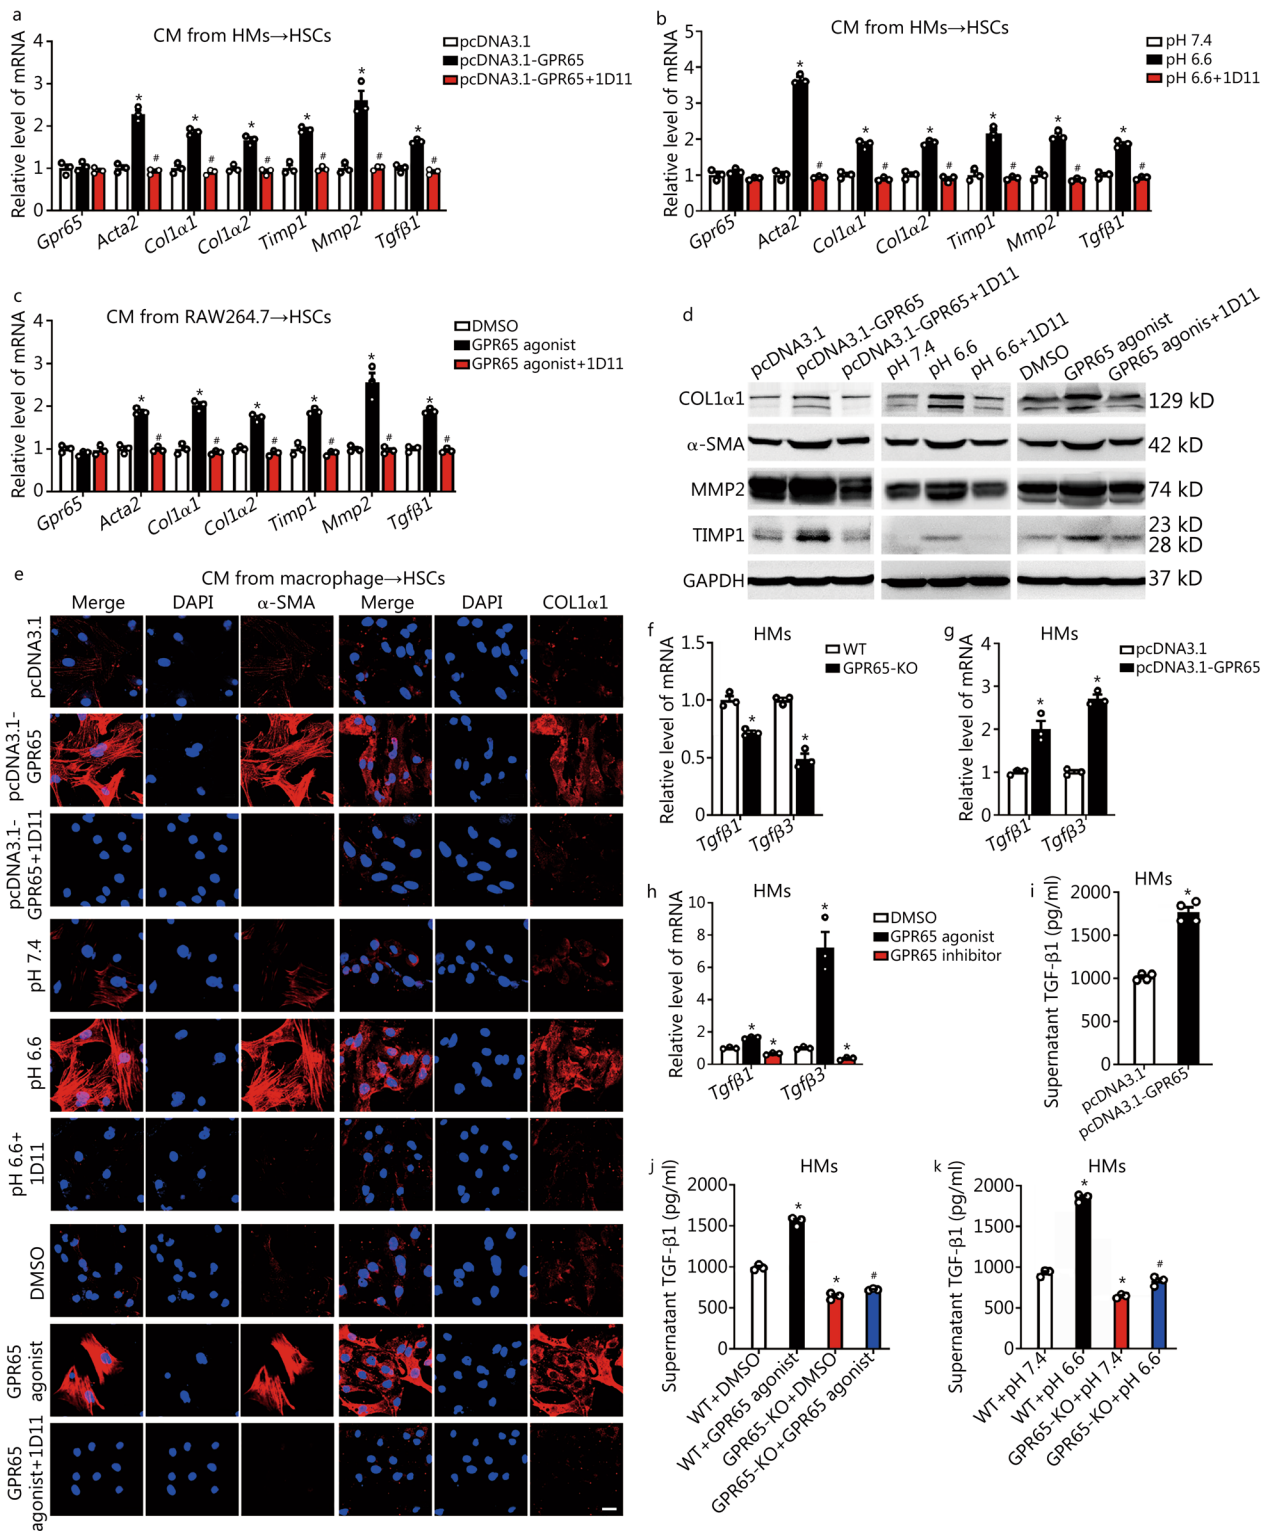 a
CM from HMs→HSCs
pcDNA3.1
pcDNA3.1-GPR65
pcDNA3.1-GPR65+1D11
Relative level of mRNA
4
3
2
1
0
* * * * * *
# # # # # #
Gpr65 Acta2 Col1α1 Col1α2 Timp1 Mmp2 Tgfβ1
b
CM from HMs→HSCs
pH 7.4
pH 6.6
pH 6.6+1D11
Relative level of mRNA
5
4
3
2
1
0
* * * * * *
# # # # # #
Gpr65 Acta2 Col1α1 Col1α2 Timp1 Mmp2 Tgfβ1
c
CM from RAW264.7→HSCs
DMSO
GPR65 agonist
GPR65 agonist+1D11
Relative level of mRNA
4
3
2
1
0
* * * * * *
# # # # # #
Gpr65 Acta2 Col1α1 Col1α2 Timp1 Mmp2 Tgfβ1
d
pcDNA3.1
pcDNA3.1-GPR65
pcDNA3.1-GPR65+1D11
pH 7.4
pH 6.6
pH 6.6+1D11
DMSO
GPR65 agonist
GPR65 agonis+1D11
COL1α1 129 kD
α-SMA 42 kD
MMP2 74 kD
TIMP1 23 kD
28 kD
GAPDH 37 kD
e
CM from macrophage→HSCs
Merge DAPI α-SMA Merge DAPI COL1α1
pcDNA3.1
pcDNA3.1-
GPR65
pcDNA3.1-
GPR65+1D11
pH 7.4
pH 6.6
pH 6.6+
1D11
DMSO
GPR65
agonist
GPR65
agonist+1D11
f
HMs
WT
GPR65-KO
Relative level of mRNA
1.5
1.0
0.5
0
* *
Tgfβ1 Tgfβ3
g
HMs
pcDNA3.1
pcDNA3.1-GPR65
Relative level of mRNA
4
3
2
1
0
* *
Tgfβ1 Tgfβ3
h
HMs
DMSO
GPR65 agonist
GPR65 inhibitor
Relative level of mRNA
10
8
6
4
2
0
* * * *
Tgfβ1 Tgfβ3
i
HMs
Supernatant TGF-β1 (pg/ml)
2000
1500
1000
500
0
*
pcDNA3.1
pcDNA3.1-GPR65
j
HMs
Supernatant TGF-β1 (pg/ml)
2000
1500
1000
500
0
* * #
WT+DMSO
WT+GPR65 agonist
GPR65-KO+DMSO
GPR65-KO+GPR65 agonist
k
HMs
Supernatant TGF-β1 (pg/ml)
2000
1500
1000
500
0
* * #
WT+pH 7.4
WT+pH 6.6
GPR65-KO+pH 7.4
GPR65-KO+pH 6.6